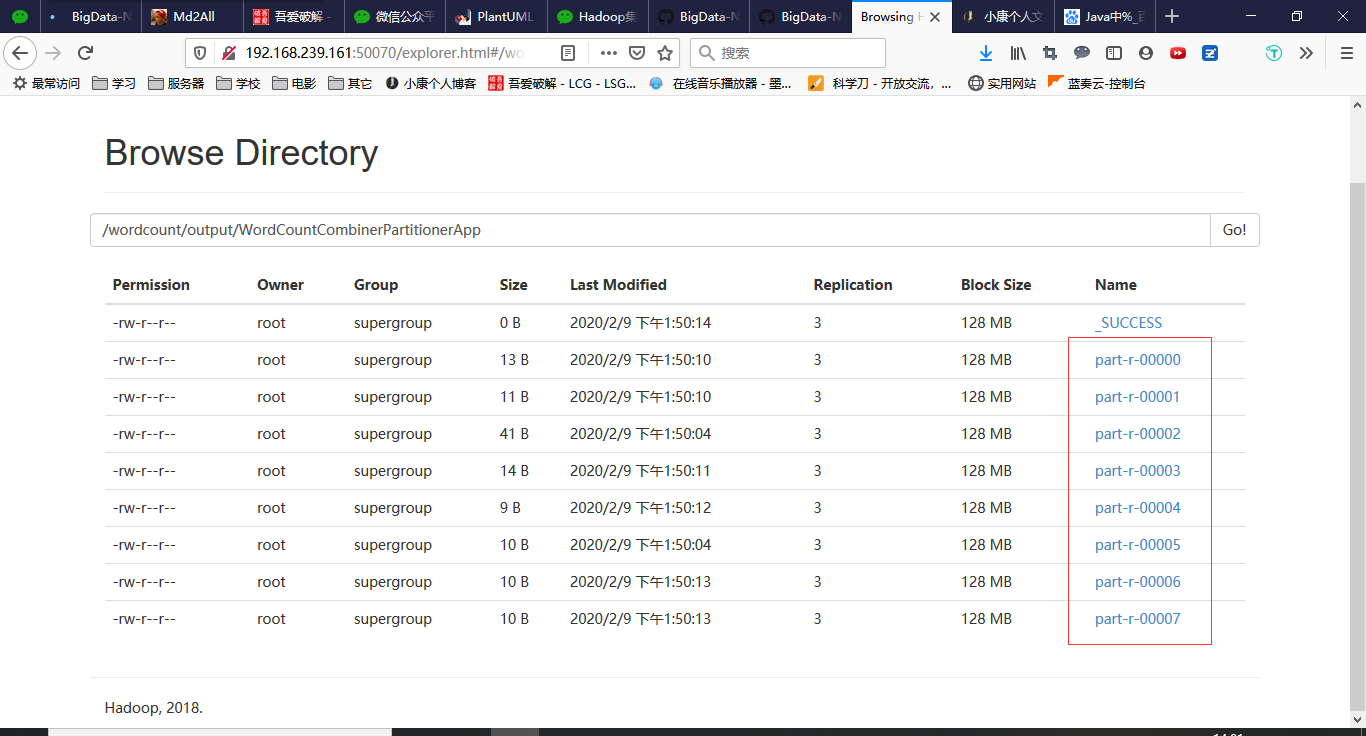 BigData-N Md2All 吾爱破解 - 微信公众平 PlantUML Hadoop集 BigData-N BigData-N Browsing H 小康个人文 Java中%_百
192.168.239.161:50070/explorer.html#/wo 搜索
最常访问 学习 服务器 学校 电影 其它 小康个人博客 吾爱破解 - LCG - LSG... 在线音乐播放器 - 墨... 科学刀 - 开放交流，... 实用网站 蓝奏云-控制台
Browse Directory
/wordcount/output/WordCountCombinerPartitionerApp Go!
Permission Owner Group Size Last Modified Replication Block Size Name
-rw-r--r-- root supergroup 0 B 2020/2/9 下午1:50:14 3 128 MB _SUCCESS
-rw-r--r-- root supergroup 13 B 2020/2/9 下午1:50:10 3 128 MB part-r-00000
-rw-r--r-- root supergroup 11 B 2020/2/9 下午1:50:10 3 128 MB part-r-00001
-rw-r--r-- root supergroup 41 B 2020/2/9 下午1:50:04 3 128 MB part-r-00002
-rw-r--r-- root supergroup 14 B 2020/2/9 下午1:50:11 3 128 MB part-r-00003
-rw-r--r-- root supergroup 9 B 2020/2/9 下午1:50:12 3 128 MB part-r-00004
-rw-r--r-- root supergroup 10 B 2020/2/9 下午1:50:04 3 128 MB part-r-00005
-rw-r--r-- root supergroup 10 B 2020/2/9 下午1:50:13 3 128 MB part-r-00006
-rw-r--r-- root supergroup 10 B 2020/2/9 下午1:50:13 3 128 MB part-r-00007
Hadoop, 2018.